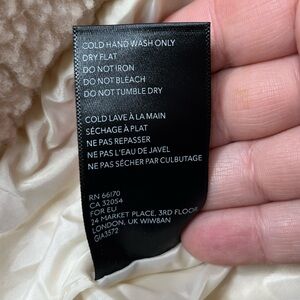 COLD HAND WASH ONLY
DRY FLAT
DO NOT IRON
DO NOT BLEACH
DO NOT TUMBLE DRY
COLD LAVE À LA MAIN
SÉCHAGE À PLAT
NE PAS REPASSER
NE PAS L'EAU DE JAVEL
NE PAS SÉCHER PAR CULBUTAGE
RN 66170
CA 32054
FOR EU
24 MARKET PLACE, 3RD FLOOR
LONDON, UK W1W8AN
GIA3572